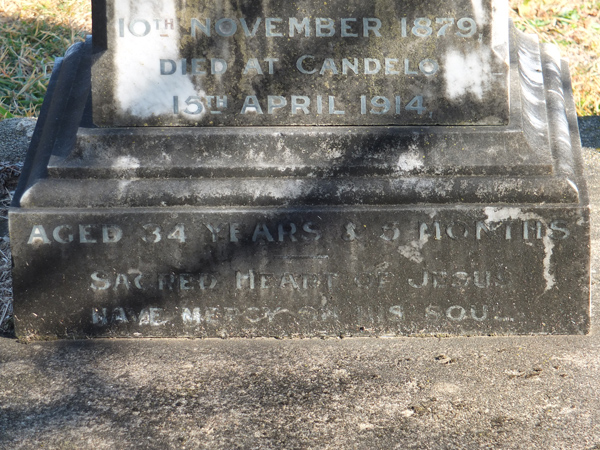 10TH NOVEMBER 1879,
DIED AT CANDELO
15TH APRIL 1914,
AGED 34 YEARS & 5 MONTHS
SACRED HEART OF JESUS
HAVE MERCY ON HIS SOUL